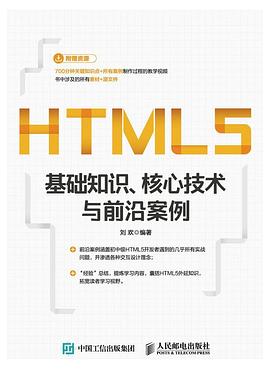 附赠资源
700分钟关键知识点+所有案例制作过程的教学视频
书中涉及的所有素材+源文件
HTML5
基础知识、核心技术
与前沿案例
刘欢 编著
前沿案例涵盖初中级HTML5开发者遇到的几乎所有实战
问题,并渗透各种交互设计理念;
“经验”总结,提炼学习内容,囊括HTML5外延知识,
拓宽读者学习视野。
中国工信出版集团
人民邮电出版社
POSTS & TELECOM PRESS